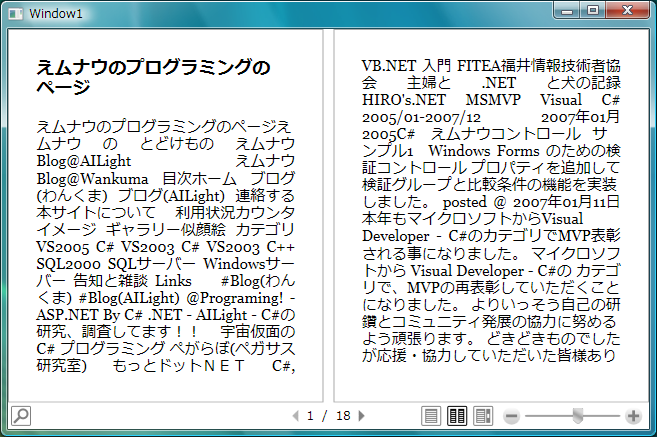 Window1
えムナウのプログラミングの
ページ
えムナウのプログラミングのページえ
ムナウ の とどけもの えムナウ
Blog@AILight えムナウ
Blog@Wankuma 目次ホーム ブログ
(わんくま) ブログ(AILight) 連絡する
本サイトについて 利用状況カウンタ
イメージ ギャラリー似顔絵 カテゴリ
VS2005 C# VS2003 C# VS2003 C++
SQL2000 SQLサーバー Windowsサー
バー 告知と雑談 Links #Blog(わん
くま) #Blog(AILight) @Programing! -
ASP.NET By C# .NET - AILight - C#の
研究、調査してます！！ 宇宙仮面の
C# プログラミング ぺがらぼ(ペガサス
研究室) もっとドットＮＥＴ C#,
VB.NET 入門 FITEA福井情報技術者協
会 主婦と .NET と犬の記録
HIRO's.NET MSMVP Visual C#
2005/01-2007/12 2007年01月
2005C# えムナウコントロール サ
ンプル1 Windows Forms のための検
証コントロール プロパティを追加して
検証グループと比較条件の機能を実装
しました。 posted @ 2007年01月11日
本年もマイクロソフトからVisual
Developer - C#のカテゴリでMVP表彰
される事になりました。 マイクロソ
フトから Visual Developer - C#の カテゴ
リで、MVPの再表彰していただくこと
になりました。 よりいっそう自己の研
鑽とコミュニティ発展の協力に努める
よう頑張ります。 どきどきものでした
が応援・協力していただいた皆様あり
1 / 18